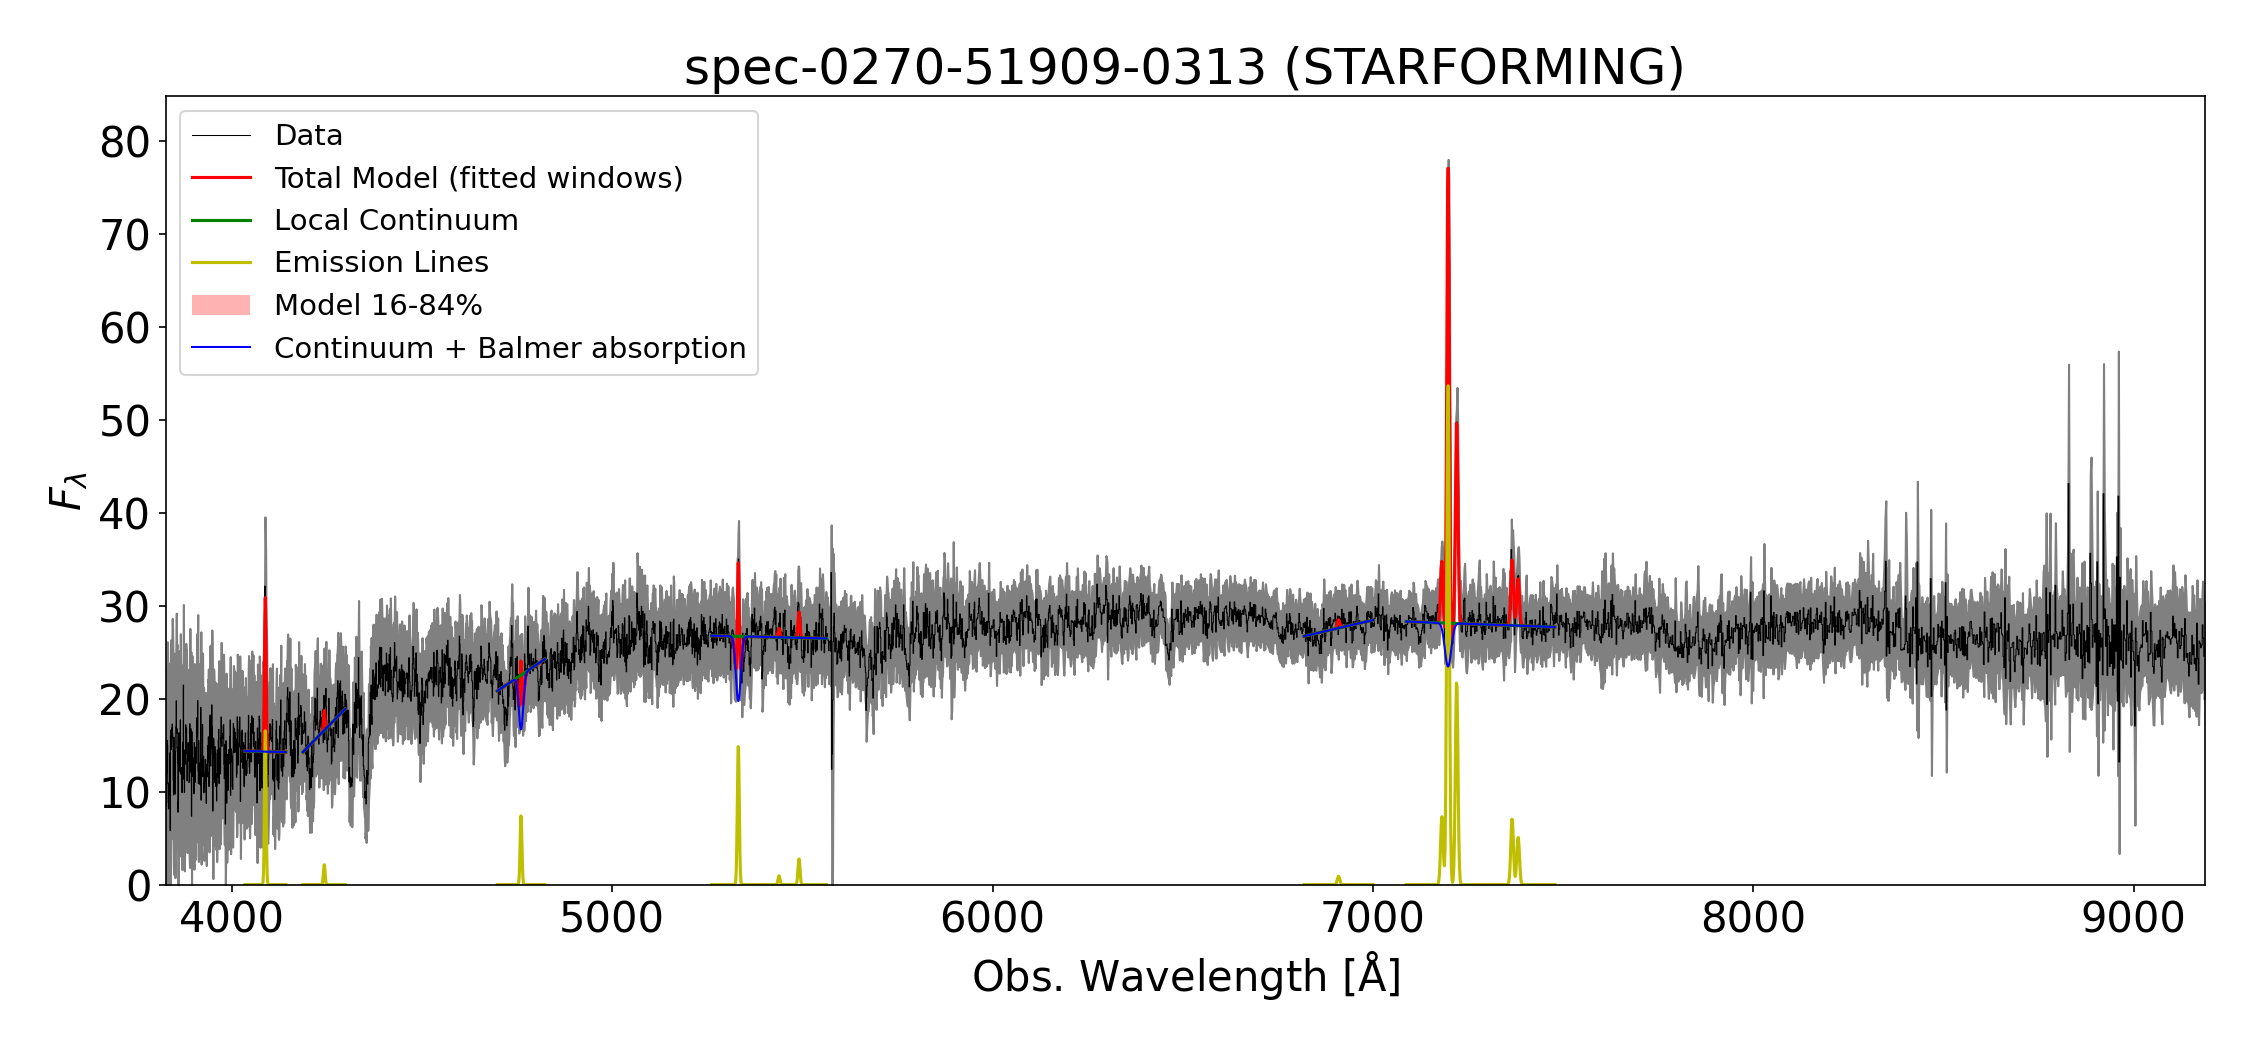 spec-0270-51909-0313 (STARFORMING)
Data
Total Model (fitted windows)
Local Continuum
Emission Lines
Model 16-84%
Continuum + Balmer absorption
80
70
60
50
40
30
20
10
0
F_λ
4000 5000 6000 7000 8000 9000
Obs. Wavelength [Å]